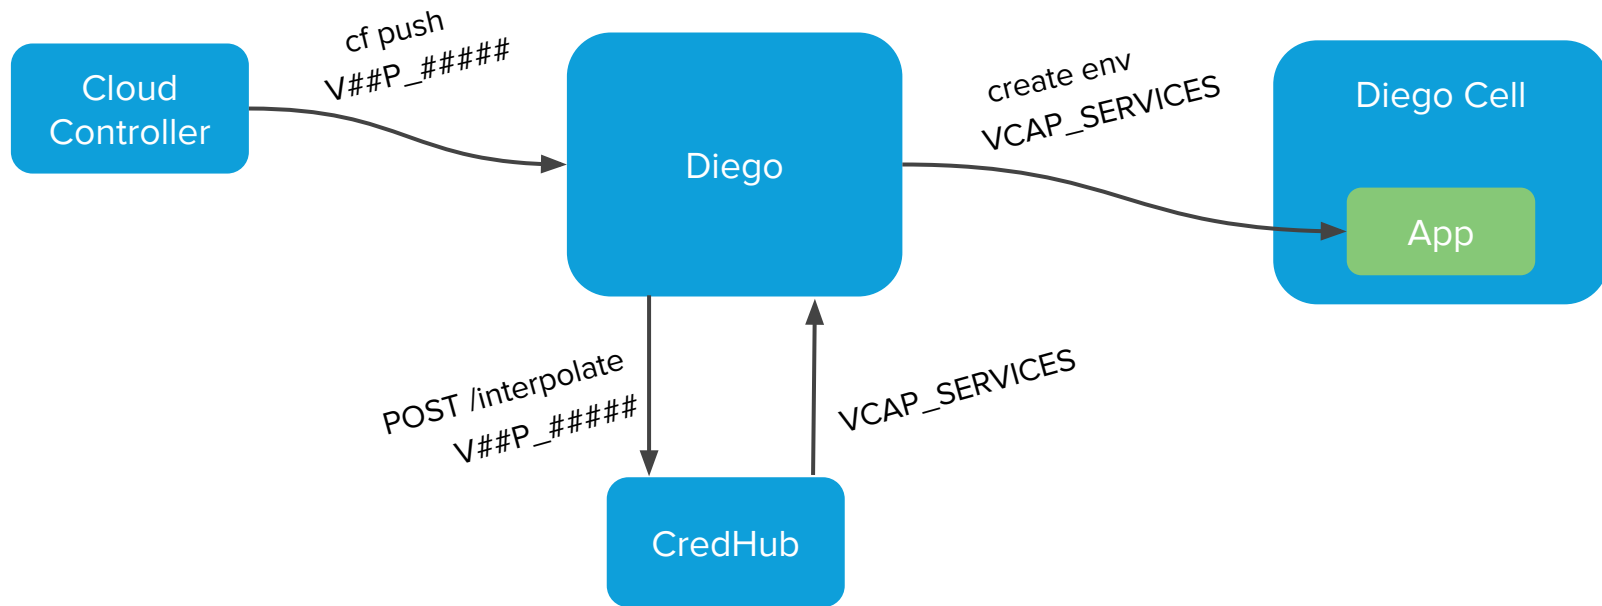 cf push
V##P_#####
Cloud
Controller
Diego
create env
VCAP_SERVICES
Diego Cell
App
POST /interpolate
V##P_#####
VCAP_SERVICES
CredHub